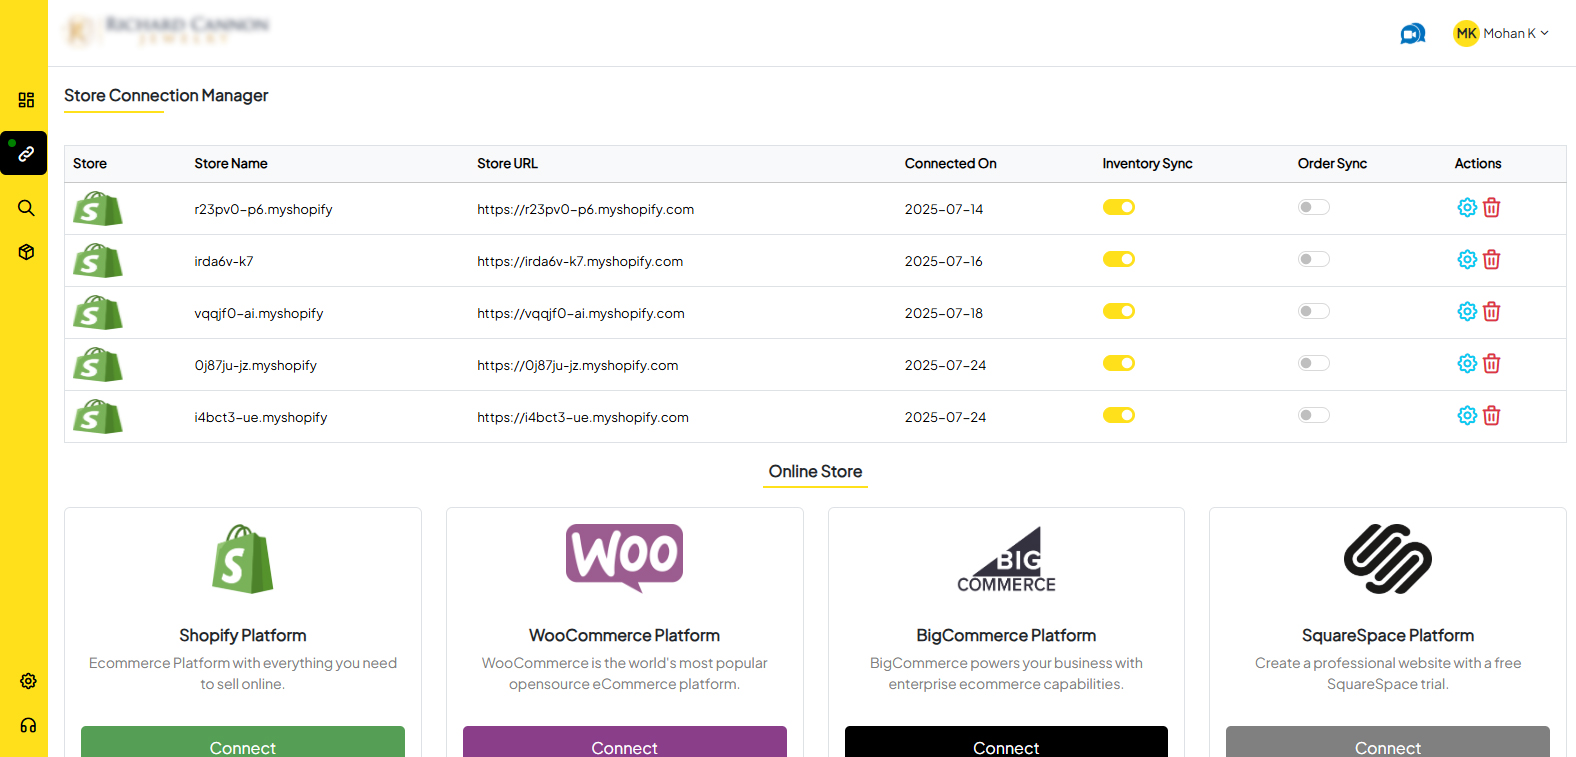 RICHARD CANNON
JEWELRY
MK Mohan K
Store Connection Manager
Store Store Name Store URL Connected On Inventory Sync Order Sync Actions
r23pv0-p6.myshopify https://r23pv0-p6.myshopify.com 2025-07-14
irda6v-k7 https://irda6v-k7.myshopify.com 2025-07-16
vqqjf0-ai.myshopify https://vqqjf0-ai.myshopify.com 2025-07-18
0j87ju-jz.myshopify https://0j87ju-jz.myshopify.com 2025-07-24
i4bct3-ue.myshopify https://i4bct3-ue.myshopify.com 2025-07-24
Online Store
WOO
BIG
COMMERCE
Shopify Platform
Ecommerce Platform with everything you need
to sell online.
Connect
WooCommerce Platform
WooCommerce is the world's most popular
opensource eCommerce platform.
Connect
BigCommerce Platform
BigCommerce powers your business with
enterprise ecommerce capabilities.
Connect
SquareSpace Platform
Create a professional website with a free
SquareSpace trial.
Connect